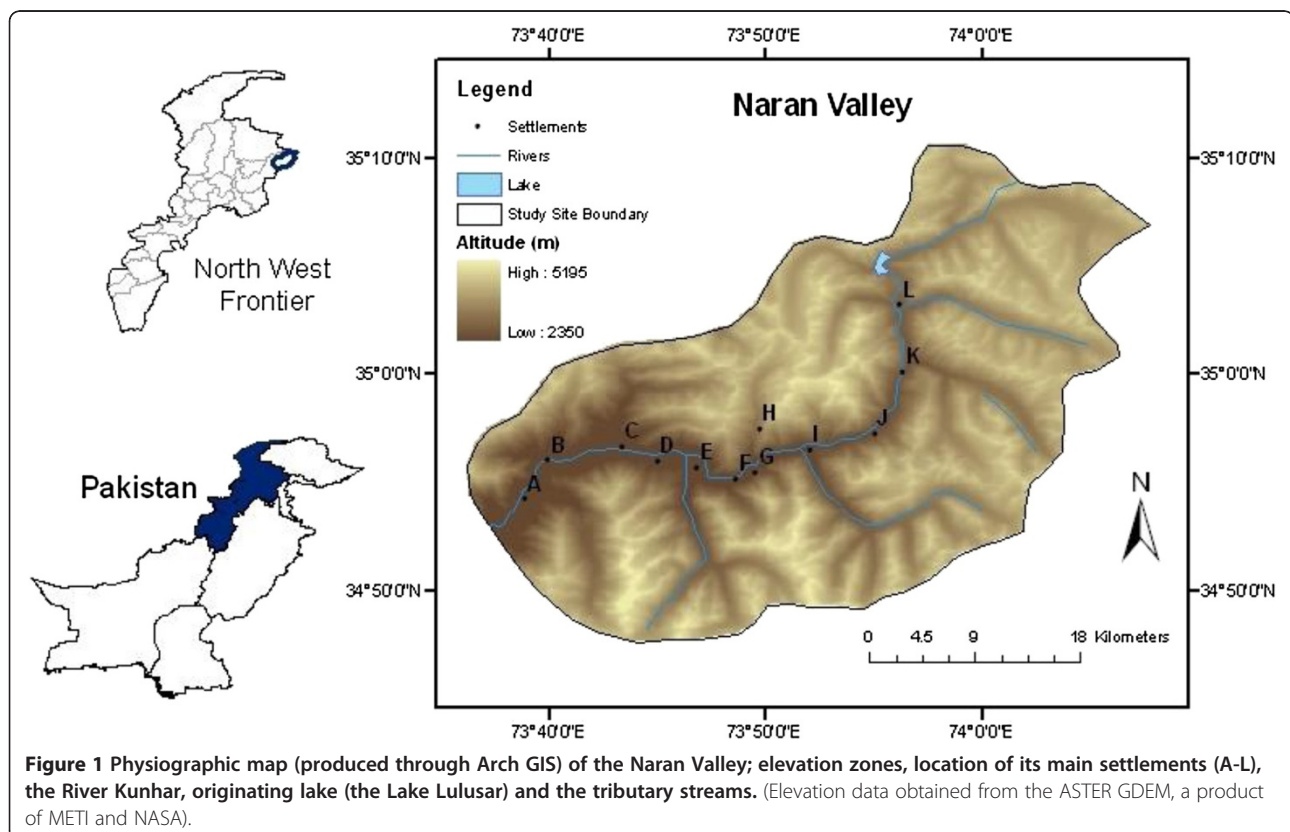 73°40'0"E
73°50'0"E
74°0'0"E
Legend
Settlements
Rivers
Lake
Study Site Boundary
Altitude (m)
High : 5195
Low : 2350
Naran Valley
35°10'0"N
35°10'0"N
35°0'0"N
35°0'0"N
34°50'0"N
34°50'0"N
North West
Frontier
Pakistan
L
K
J
I
H
G
F
E
D
C
B
A
N
0 4.5 9 18 Kilometers
73°40'0"E
73°50'0"E
74°0'0"E
Figure 1 Physiographic map (produced through Arch GIS) of the Naran Valley; elevation zones, location of its main settlements (A-L),
the River Kunhar, originating lake (the Lake Lulusar) and the tributary streams. (Elevation data obtained from the ASTER GDEM, a product
of METI and NASA).